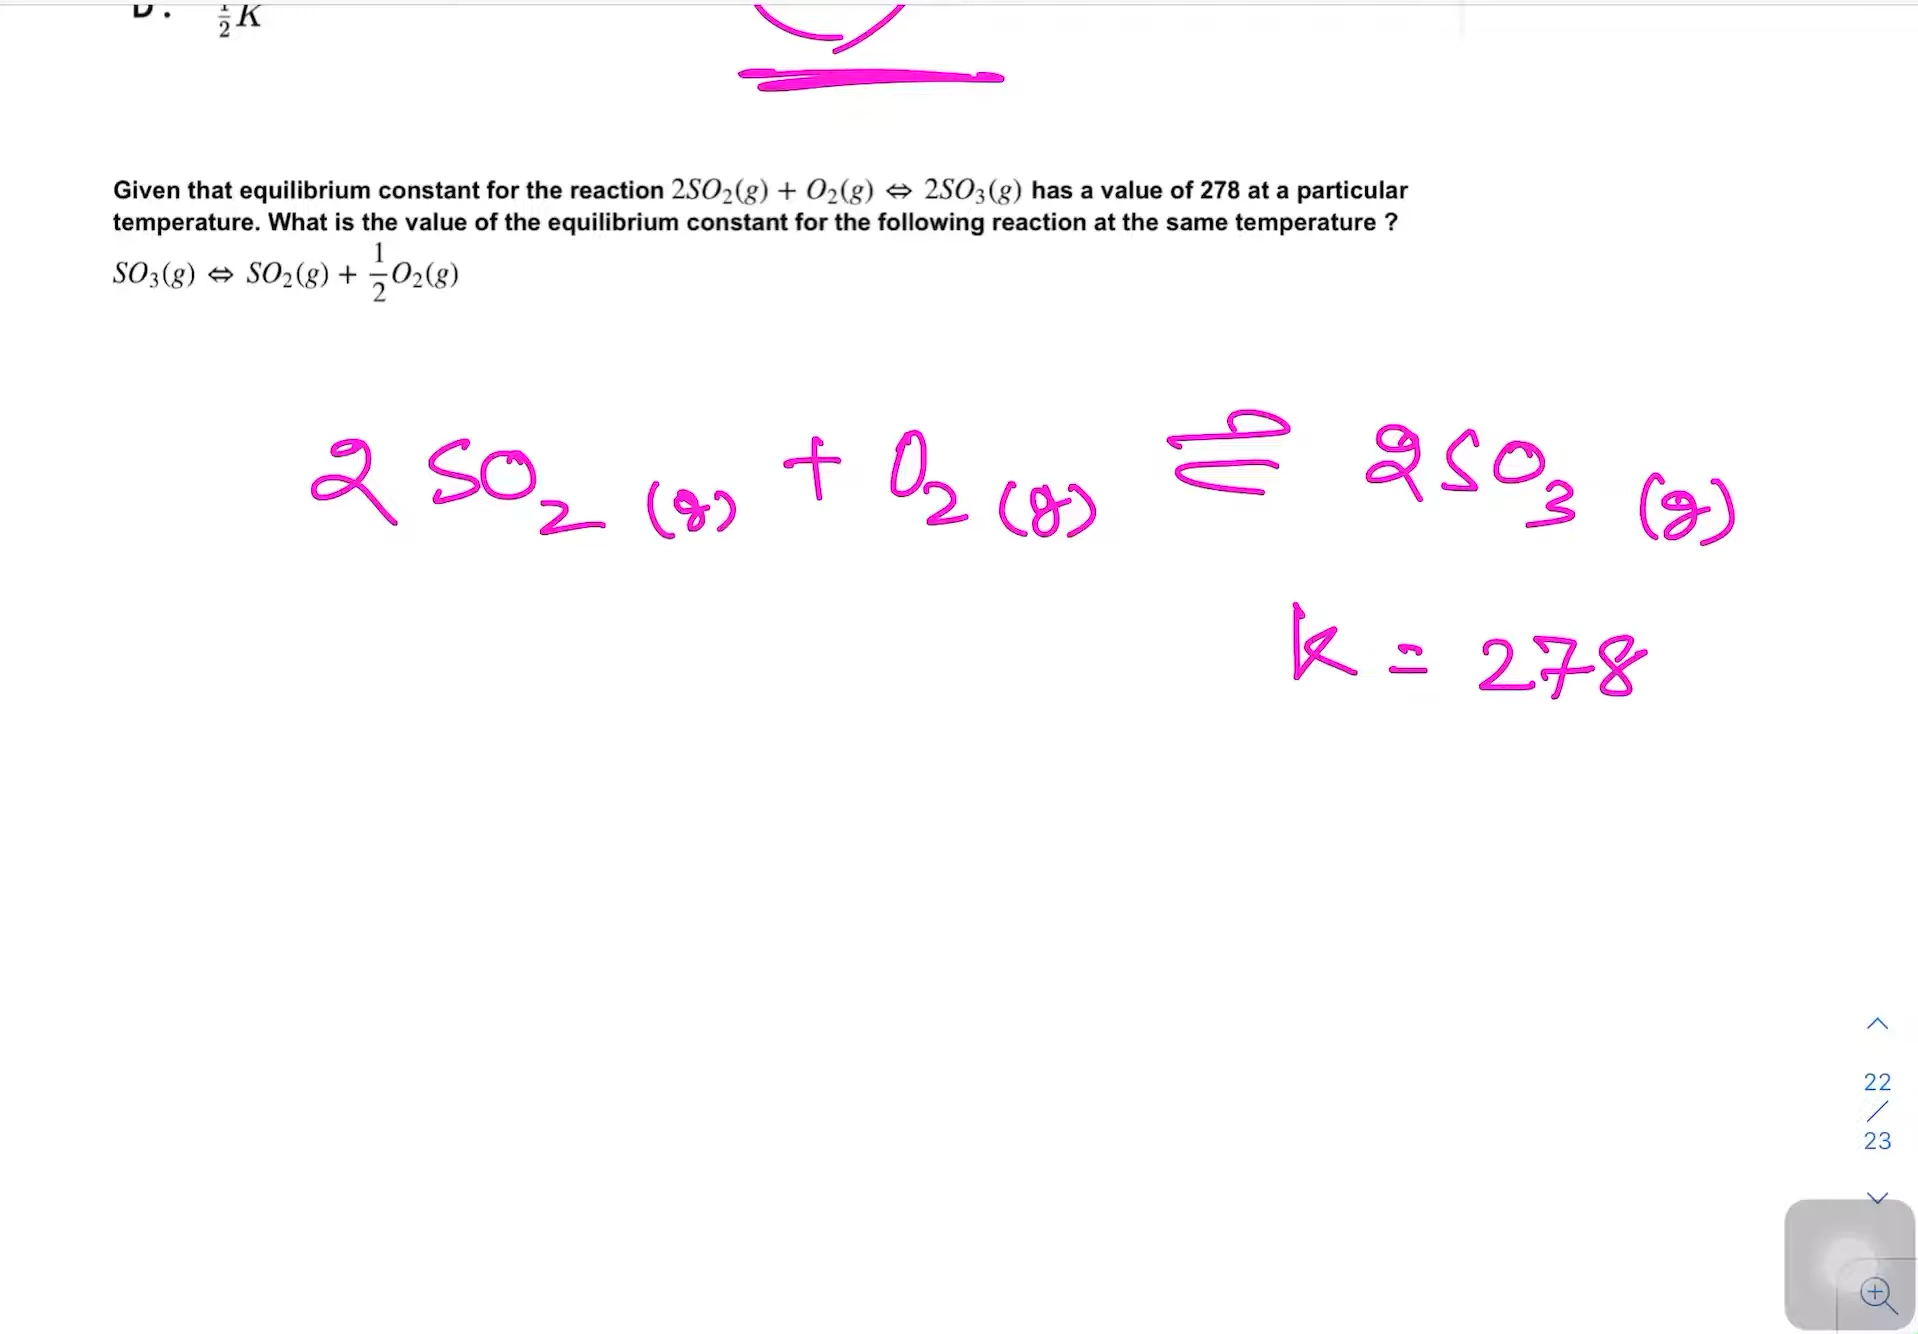 D. ½K
Given that equilibrium constant for the reaction 2SO₂(g) + O₂(g) ⇔ 2SO₃(g) has a value of 278 at a particular
temperature. What is the value of the equilibrium constant for the following reaction at the same temperature ?
SO₃(g) ⇔ SO₂(g) + ½O₂(g)
2 SO₂ (g) + O₂ (g) ⇌ 2SO₃ (g)
K = 278
22
/
23